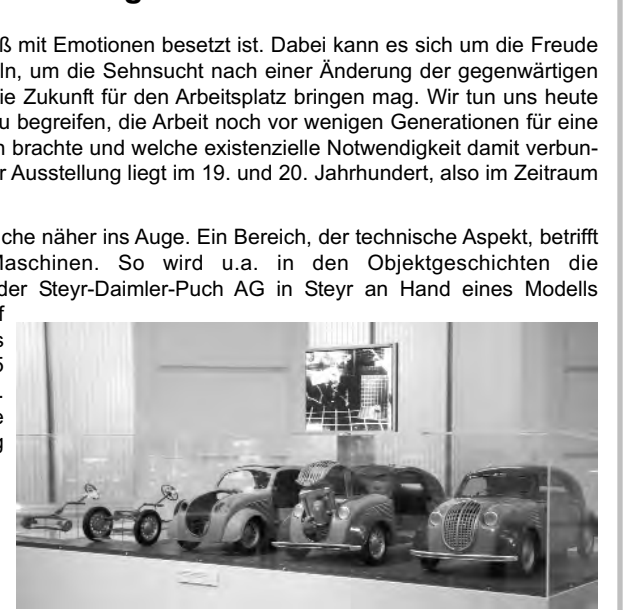 g
ß mit Emotionen besetzt ist. Dabei kann es sich um die Freude
ln, um die Sehnsucht nach einer Änderung der gegenwärtigen
ie Zukunft für den Arbeitsplatz bringen mag. Wir tun uns heute
u begreifen, die Arbeit noch vor wenigen Generationen für eine
n brachte und welche existenzielle Notwendigkeit damit verbun-
r Ausstellung liegt im 19. und 20. Jahrhundert, also im Zeitraum
che näher ins Auge. Ein Bereich, der technische Aspekt, betrifft
Maschinen. So wird u.a. in den Objektgeschichten die
der Steyr-Daimler-Puch AG in Steyr an Hand eines Modells
f
s
5
.
e
g